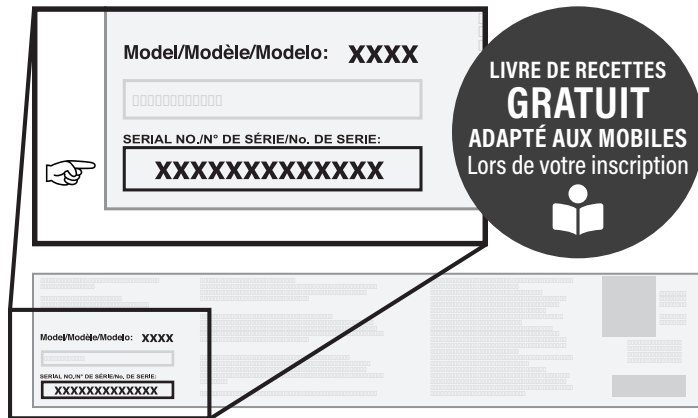 Model/Modèle/Modelo: XXXX
SERIAL NO./N° DE SÉRIE/No. DE SERIE:
XXXXXXXXXXXXX
LIVRE DE RECETTES
GRATUIT
ADAPTÉ AUX MOBILES
Lors de votre inscription
Model/Modèle/Modelo: XXXX
SERIAL NO./N° DE SÉRIE/No. DE SERIE:
XXXXXXXXXXXXX